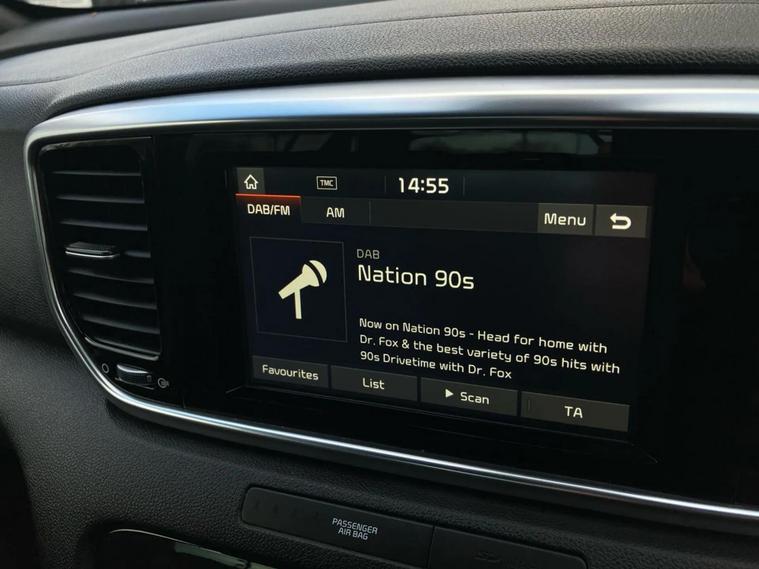 TMC
14:55
DAB/FM
AM
Menu
DAB
Nation 90s
Now on Nation 90s - Head for home with
Dr. Fox & the best variety of 90s hits with
90s Drivetime with Dr. Fox
Favourites
List
Scan
TA
PASSENGER
AIR BAG